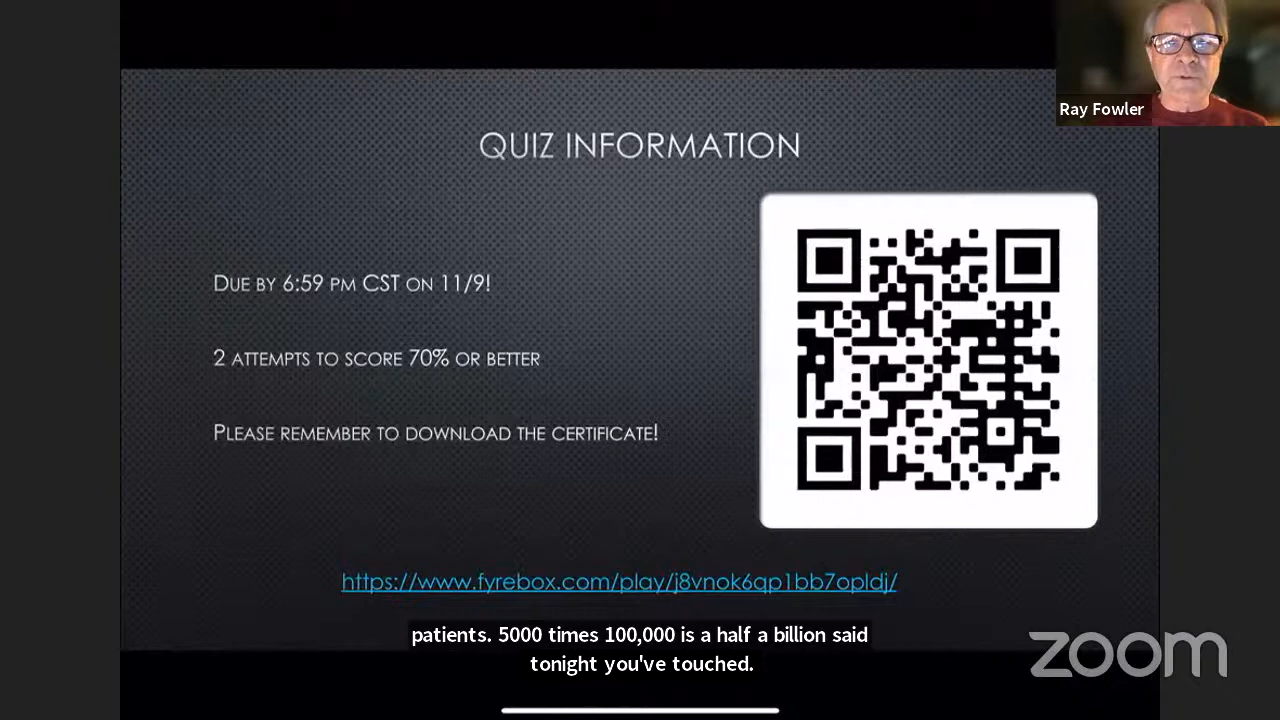 Ray Fowler
QUIZ INFORMATION
DUE BY 6:59 PM CST ON 11/9!
2 ATTEMPTS TO SCORE 70% OR BETTER
PLEASE REMEMBER TO DOWNLOAD THE CERTIFICATE!
https://www.fyrebox.com/play/j8vnok6qp1bb7opldj/
patients. 5000 times 100,000 is a half a billion said
tonight you've touched.
zoom